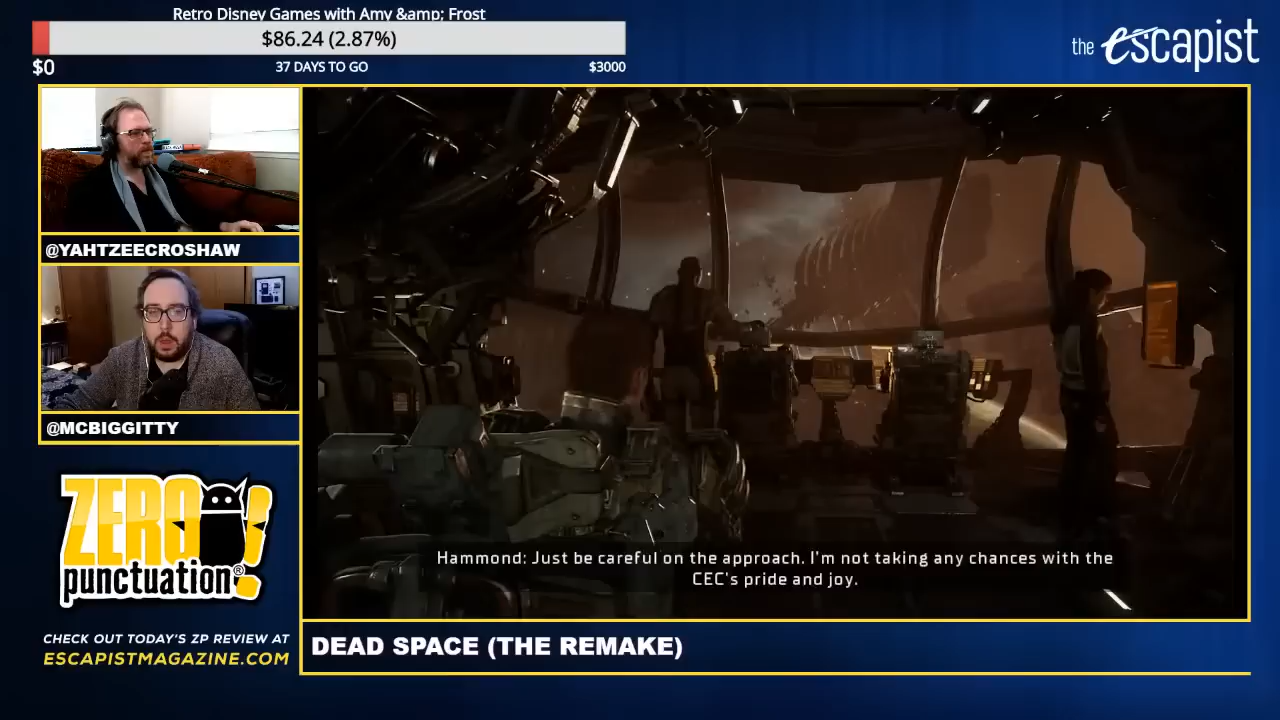 Retro Disney Games with Amy &amp; Frost
$86.24 (2.87%)
$0
37 DAYS TO GO
$3000
the escapist
@YAHTZEECROSHAW
@MCBIGGITTY
ZERO
punctuation®
CHECK OUT TODAY'S ZP REVIEW AT
ESCAPISTMAGAZINE.COM
Hammond: Just be careful on the approach. I'm not taking any chances with the
CEC's pride and joy.
DEAD SPACE (THE REMAKE)